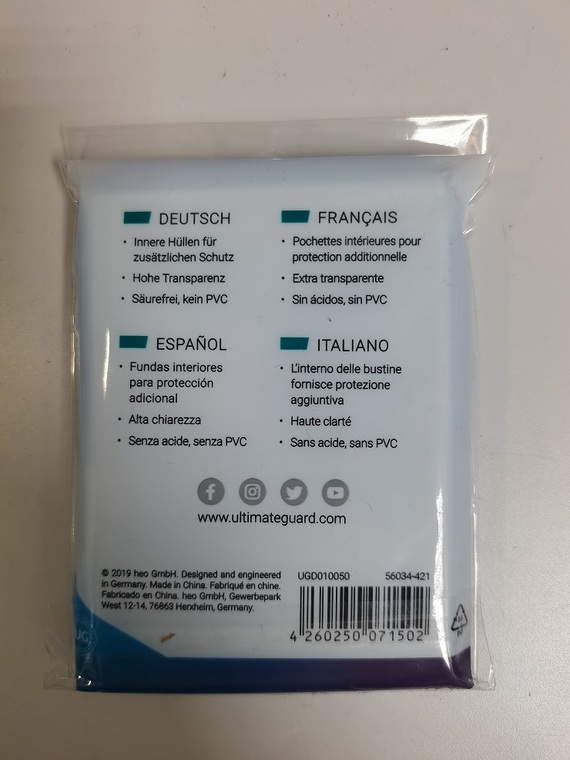 DEUTSCH
• Innere Hüllen für
zusätzlichen Schutz
• Hohe Transparenz
• Säurefrei, kein PVC
FRANÇAIS
• Pochettes intérieures pour
protection additionnelle
• Extra transparente
• Sin ácidos, sin PVC
ESPAÑOL
• Fundas interiores
para protección
adicional
• Alta chiarezza
• Senza acide, senza PVC
ITALIANO
• L'interno delle bustine
fornisce protezione
aggiuntiva
• Haute clarté
• Sans acide, sans PVC
www.ultimateguard.com
© 2019 heo GmbH. Designed and engineered
in Germany. Made in China. Fabriqué en chine.
Fabricado en China. heo GmbH, Gewerbepark
West 12-14, 76863 Herxheim, Germany.
UGD010050 56034-421
4 260250 071502
UG